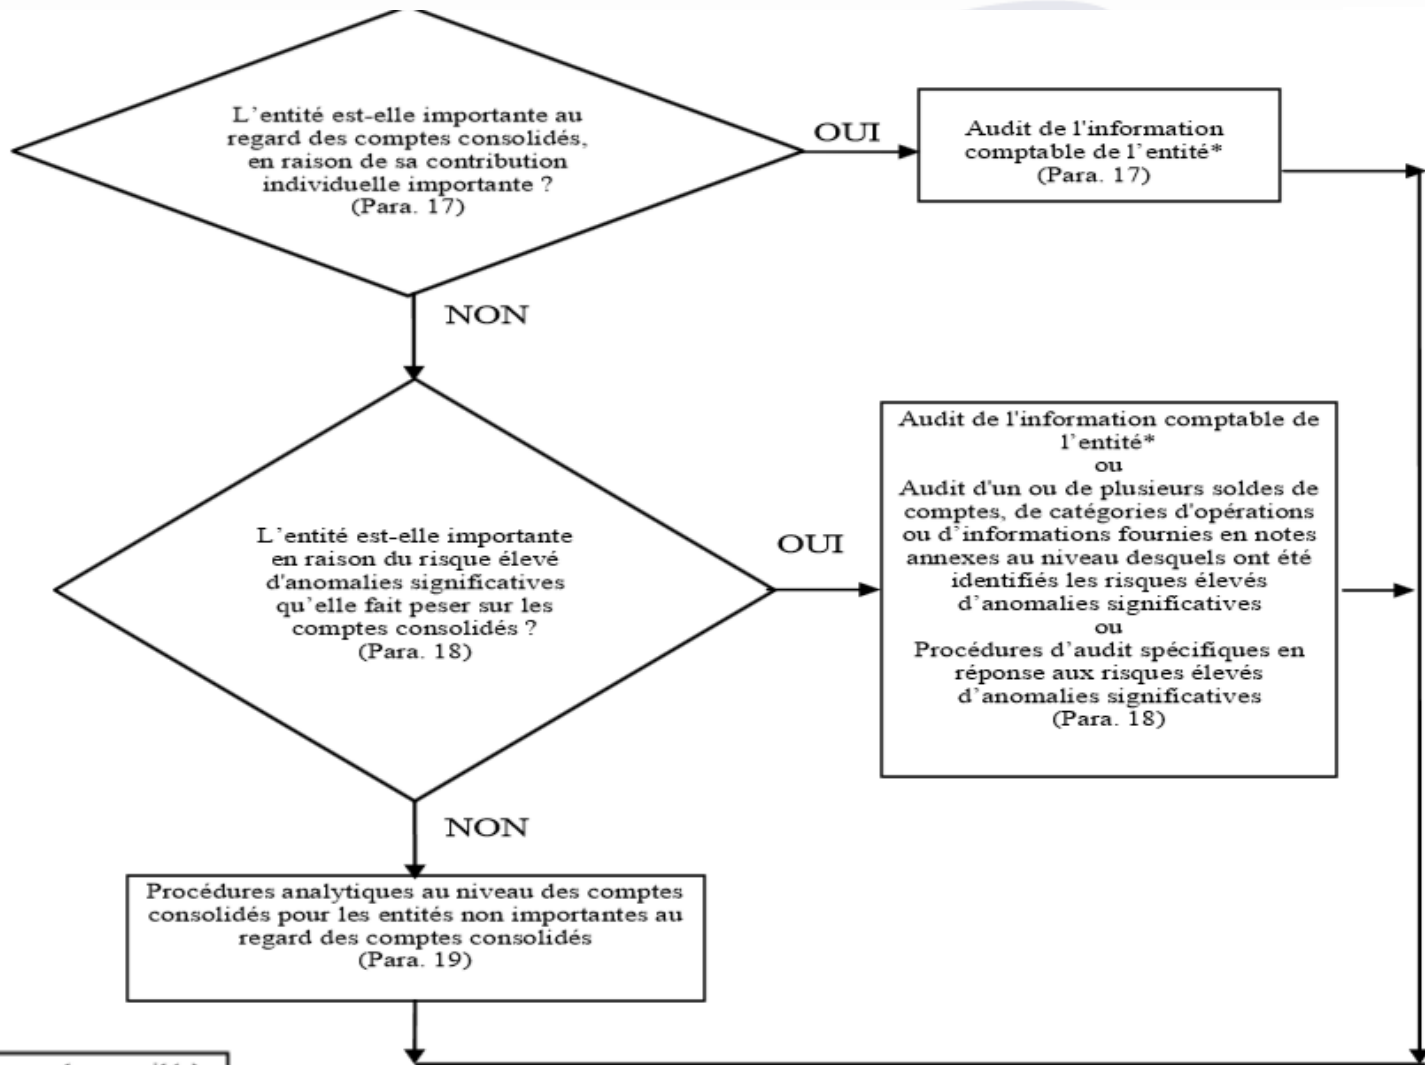 L'entité est-elle importante au
regard des comptes consolidés,
en raison de sa contribution
individuelle importante ?
(Para. 17)
OUI
Audit de l'information
comptable de l'entité*
(Para. 17)
NON
L'entité est-elle importante
en raison du risque élevé
d'anomalies significatives
qu'elle fait peser sur les
comptes consolidés ?
(Para. 18)
OUI
Audit de l'information comptable de
l'entité*
ou
Audit d'un ou de plusieurs soldes de
comptes, de catégories d'opérations
ou d'informations fournies en notes
annexes au niveau desquels ont été
identifiés les risques élevés
d'anomalies significatives
ou
Procédures d'audit spécifiques en
réponse aux risques élevés
d'anomalies significatives
(Para. 18)
NON
Procédures analytiques au niveau des comptes
consolidés pour les entités non importantes au
regard des comptes consolidés
(Para. 19)